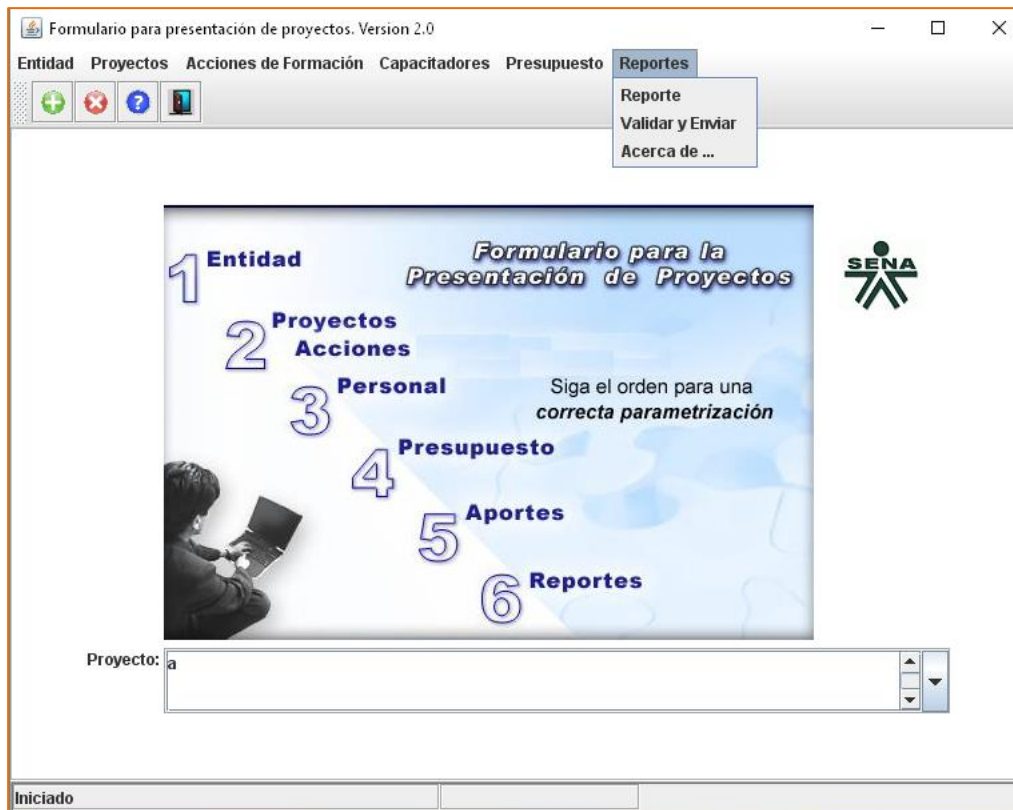 Formulario para presentación de proyectos. Version 2.0
Entidad Proyectos Acciones de Formación Capacitadores Presupuesto Reportes
Reporte
Validar y Enviar
Acerca de ...
1 Entidad
Formulario para la
Presentación de Proyectos
SENA
2 Proyectos
Acciones
3 Personal
Siga el orden para una
correcta parametrización
4 Presupuesto
5 Aportes
6 Reportes
Proyecto: a
Iniciado